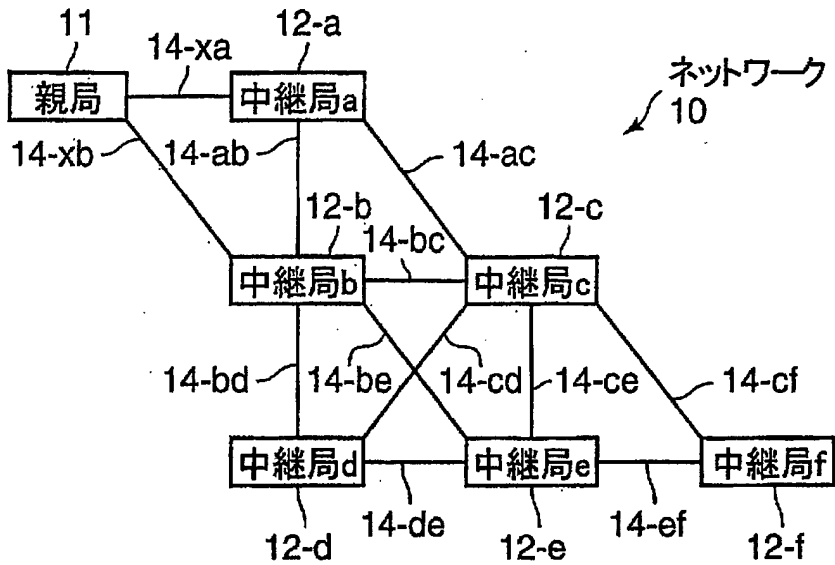 11
14-xa
12-a
親局
中継局a
ネットワーク
10
14-xb
14-ab
14-ac
12-b
14-bc
12-c
中継局b
中継局c
14-bd
14-be
14-cd
14-ce
14-cf
中継局d
中継局e
中継局f
12-d
14-de
12-e
14-ef
12-f